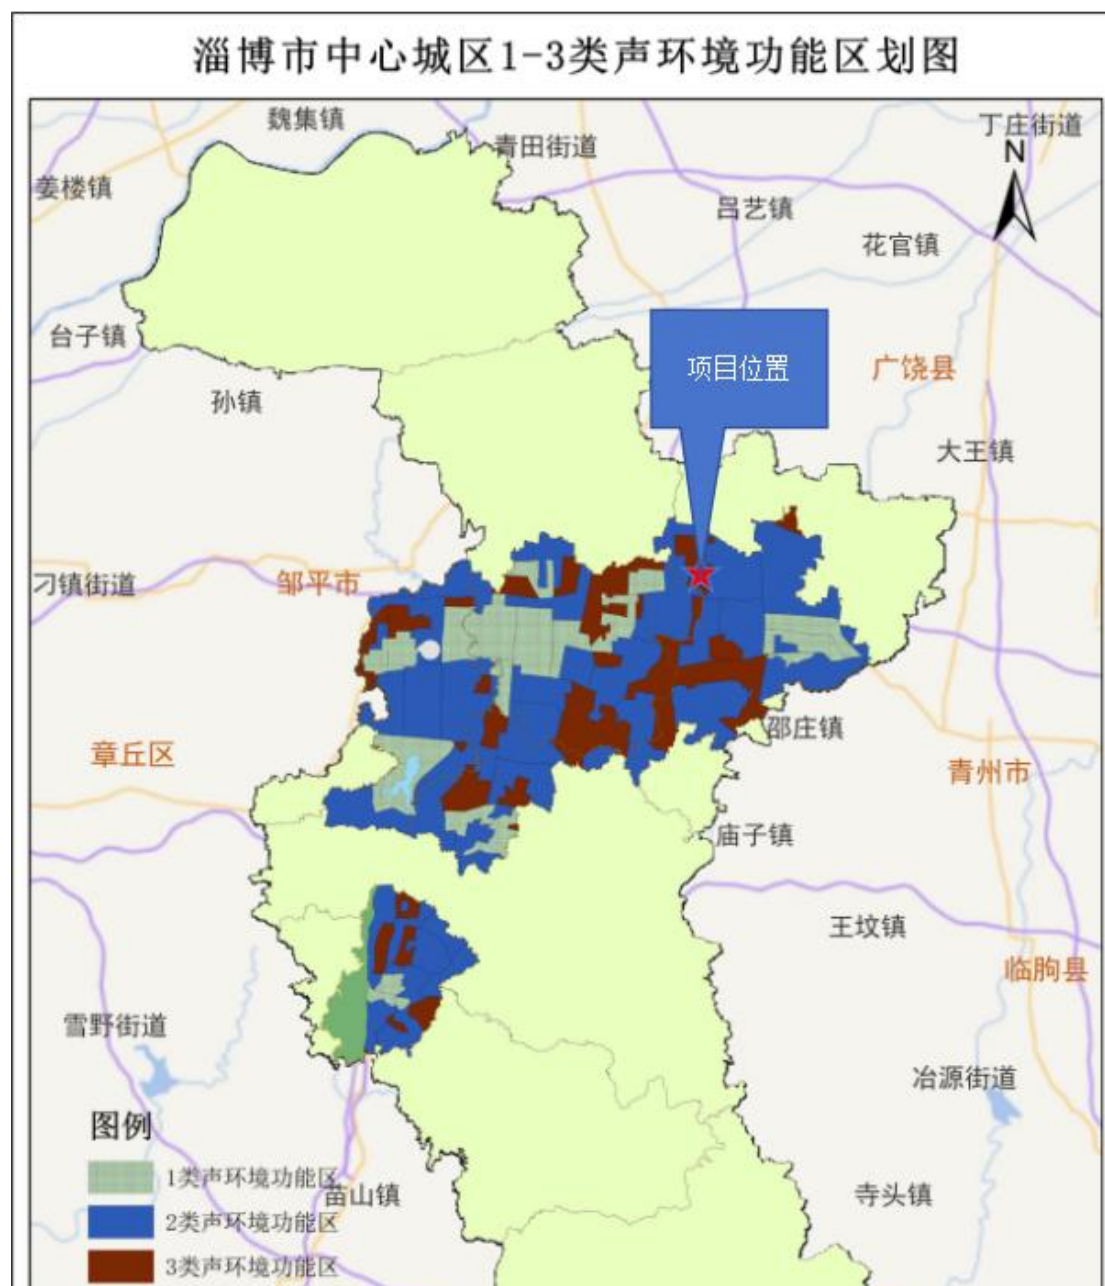 淄博市中心城区1-3类声环境功能区划图
魏集镇
丁庄街道
青田街道
N
姜楼镇
吕艺镇
花官镇
台子镇
项目位置
广饶县
孙镇
大王镇
刁镇街道
邹平市
邵庄镇
章丘区
青州市
庙子镇
王坟镇
临朐县
雪野街道
冶源街道
图例
1类声环境功能区
苗山镇
寺头镇
2类声环境功能区
3类声环境功能区